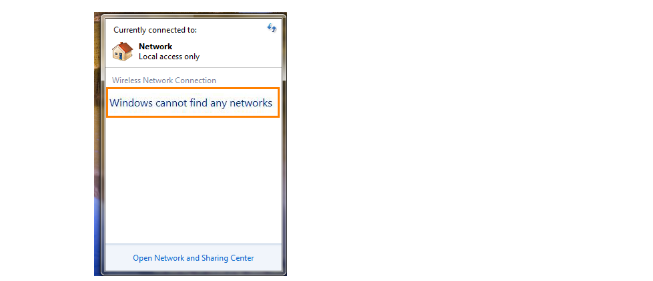 Currently connected to:
Network
Local access only
Wireless Network Connection
Windows cannot find any networks
Open Network and Sharing Center